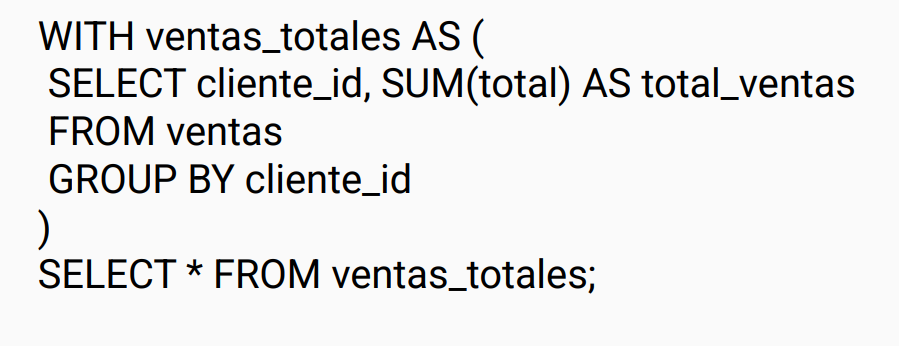 WITH ventas_totales AS (
SELECT cliente_id, SUM(total) AS total_ventas
FROM ventas
GROUP BY cliente_id
)
SELECT * FROM ventas_totales;